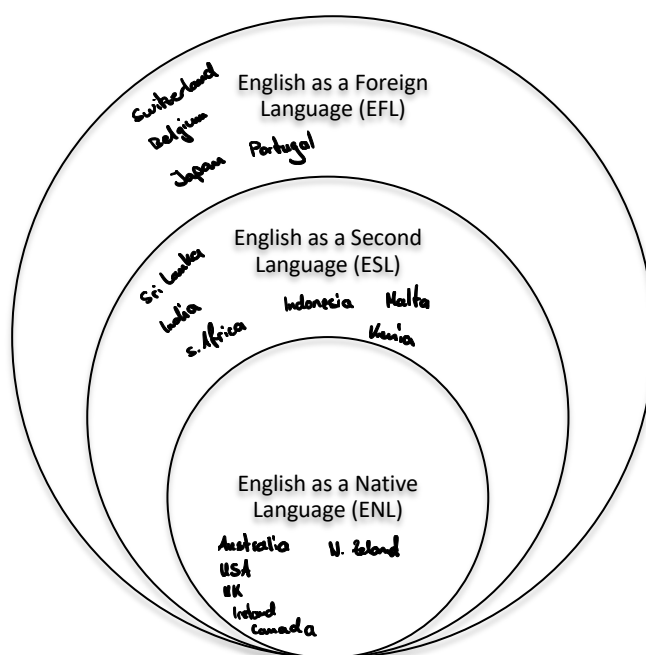 Switzerland
English as a Foreign
Language (EFL)
Belgium
Japan Portugal
English as a Second
Language (ESL)
Sri Lanka
India
Indonesia Malta
S. Africa
Kenia
English as a Native
Language (ENL)
Australia N. Zeland
USA
UK
Ireland
Canada